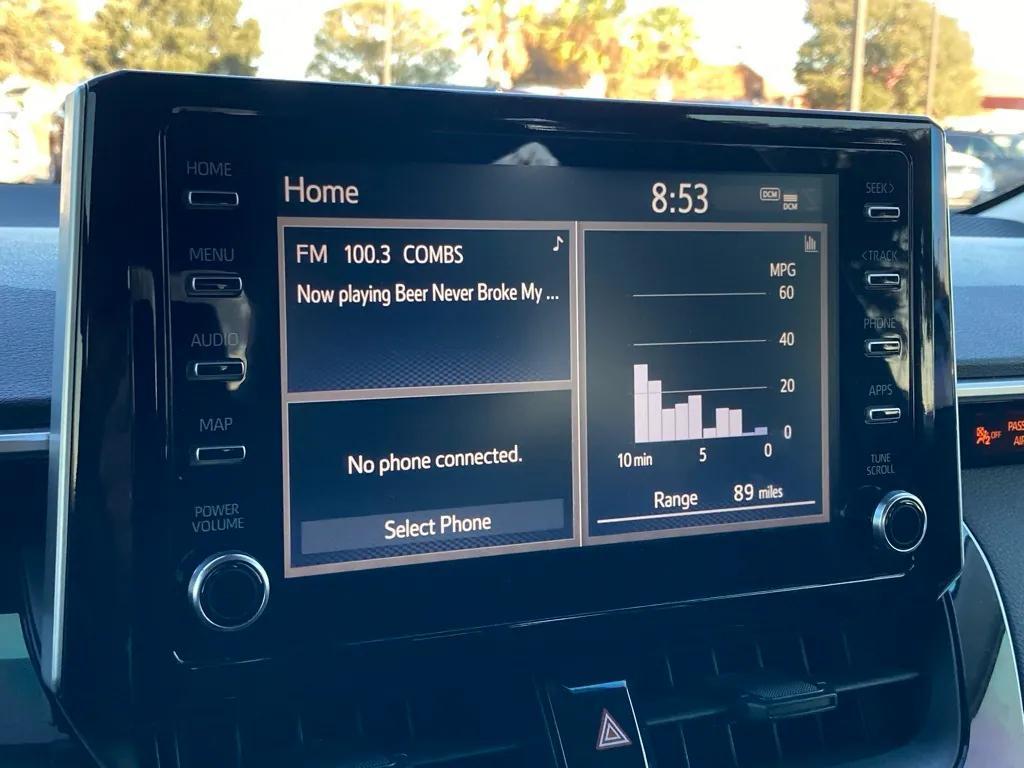 HOME
MENU
AUDIO
MAP
POWER
VOLUME
Home
8:53
DCM
DCM
FM 100.3 COMBS
Now playing Beer Never Broke My ...
No phone connected.
Select Phone
MPG
60
40
20
0
10 min 5 0
Range 89 miles
SEEK >
< TRACK
PHONE
APPS
TUNE
SCROLL
OFF